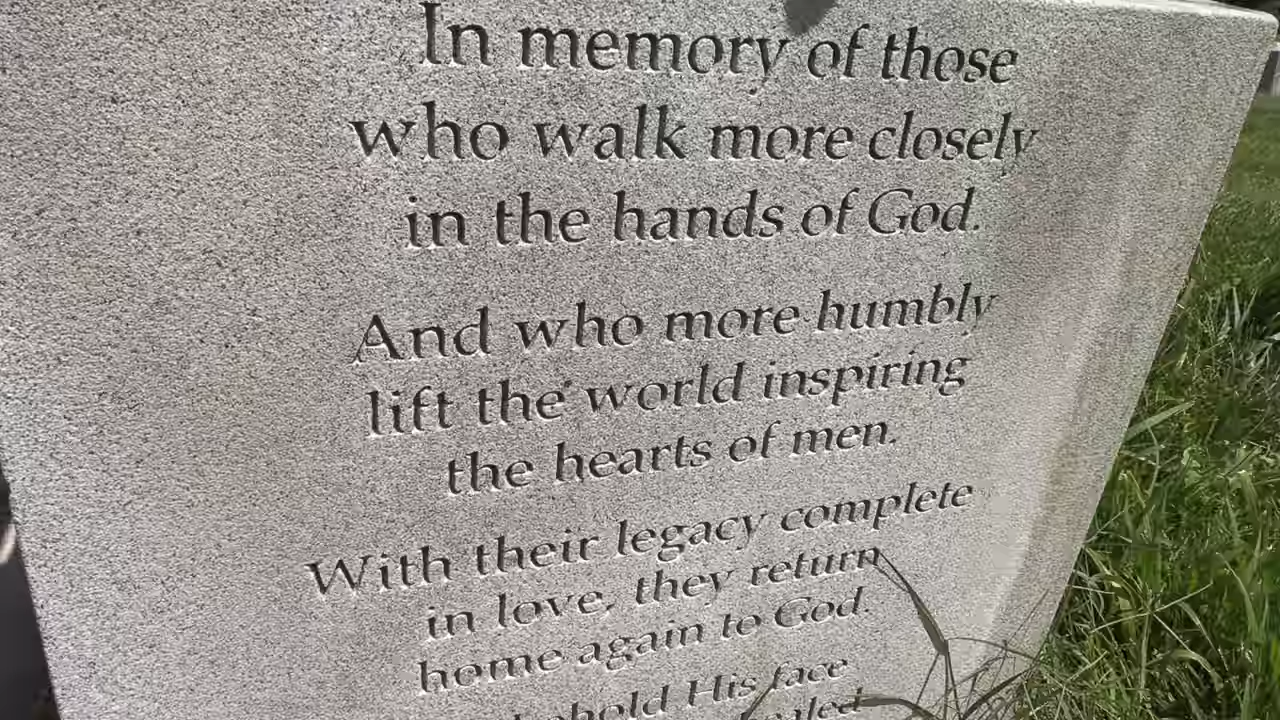 In memory of those
who walk more closely
in the hands of God.
And who more humbly
lift the world inspiring
the hearts of men.
With their legacy complete
in love, they return
home again to God.
His face